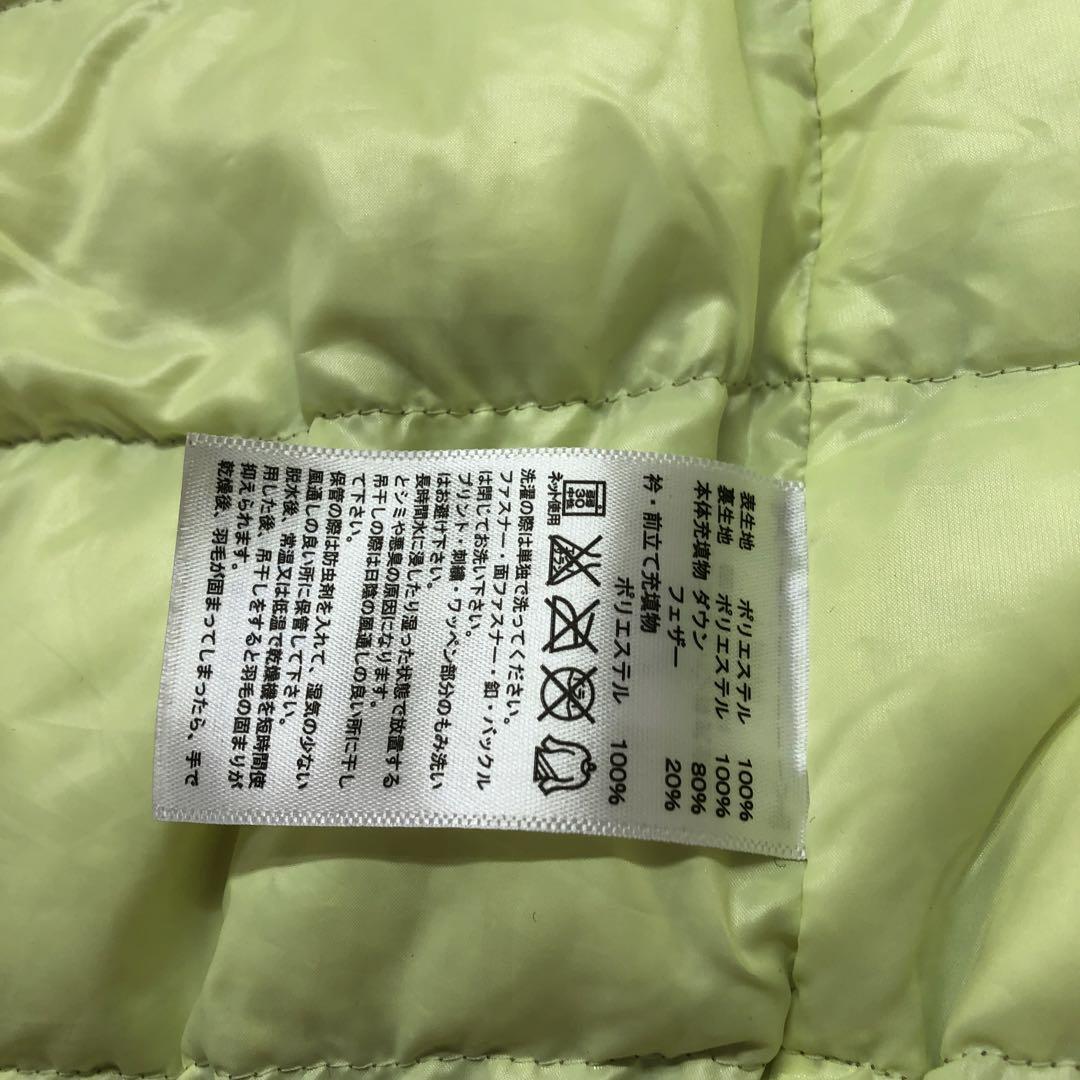 表生地 ポリエステル 100%
裏生地 ポリエステル 100%
本体充填物 ダウン 80%
フェザー 20%
衿・前立て充填物
ポリエステル 100%
30
中性
ネット使用
洗濯の際は単独で洗ってください。
ファスナー・面ファスナー・釦・バックル
は閉じてお洗い下さい。
プリント・刺繍・ワッペン部分のもみ洗い
はお避け下さい。
長時間水に浸したり湿った状態で放置する
とシミや悪臭の原因になります。
吊干しの際は日陰の風通しの良い所に干し
て下さい。
保管の際は防虫剤を入れて、湿気の少ない
風通しの良い所に保管して下さい。
脱水後、常温又は低温で乾燥機を短時間使
用した後、吊干しをすると羽毛の固まりが
抑えられます。
乾燥後、羽毛が固まってしまったら、手で